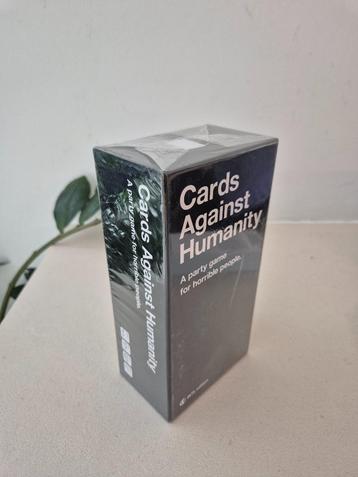 Cards
Against
Humanity
A party game
for horrible people.
Cards Against Humanity
A party game for horrible people.